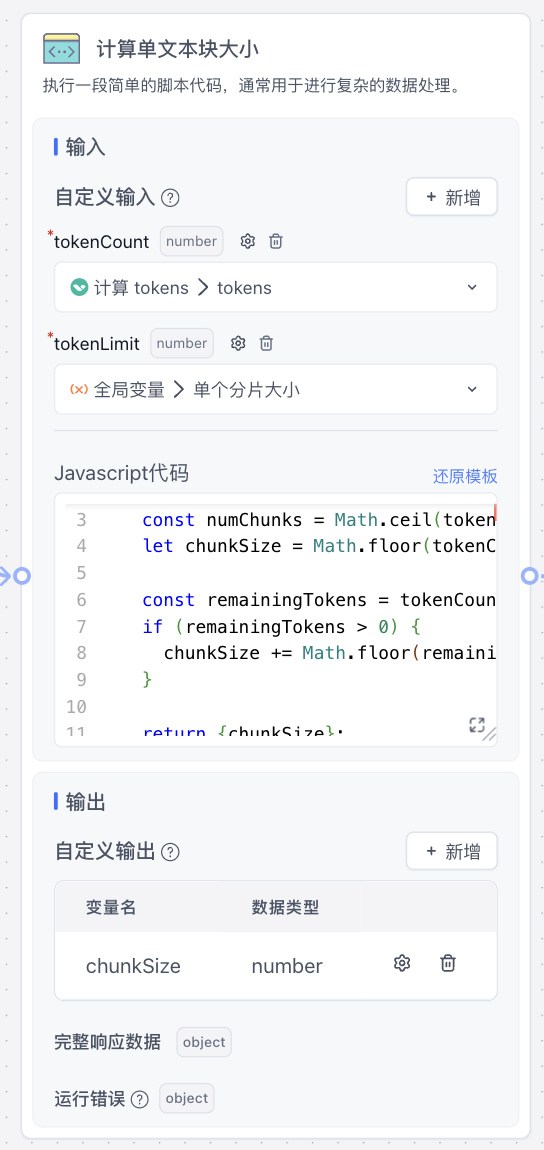 计算单文本块大小
执行一段简单的脚本代码，通常用于进行复杂的数据处理。
输入
自定义输入 ? + 新增
*tokenCount number
计算 tokens > tokens
*tokenLimit number
(x) 全局变量 > 单个分片大小
Javascript代码 还原模板
3 const numChunks = Math.ceil(token
4 let chunkSize = Math.floor(tokenC
5
6 const remainingTokens = tokenCoun
7 if (remainingTokens > 0) {
8 chunkSize += Math.floor(remaini
9 }
10
11 return {chunkSize};
输出
自定义输出 ? + 新增
变量名 数据类型
chunkSize number
完整响应数据 object
运行错误 ? object